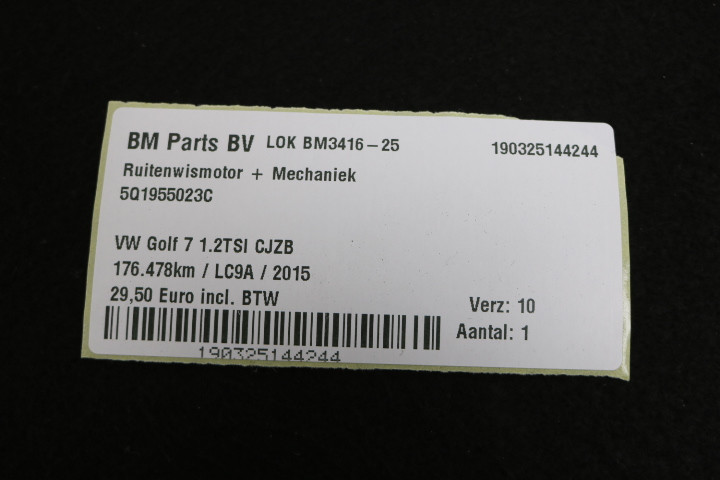 BM Parts BV LOK BM3416-25 190325144244
Ruitenwismotor + Mechaniek
5Q1955023C
VW Golf 7 1.2TSI CJZB
176.478km / LC9A / 2015
29,50 Euro incl. BTW
Verz: 10
Aantal: 1
190325144244